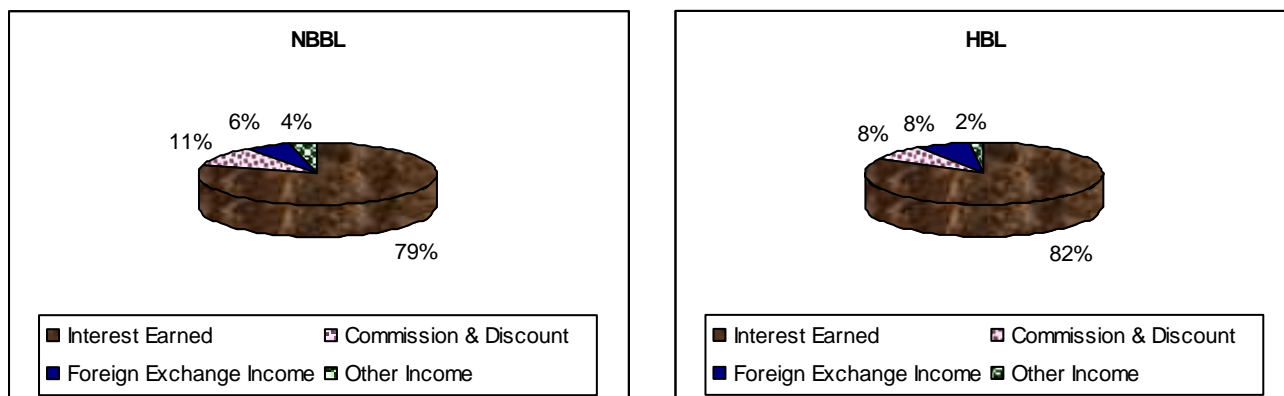 NBBL
6% 4%
11%
79%
Interest Earned Commission & Discount
Foreign Exchange Income Other Income
HBL
8% 8% 2%
82%
Interest Earned Commission & Discount
Foreign Exchange Income Other Income